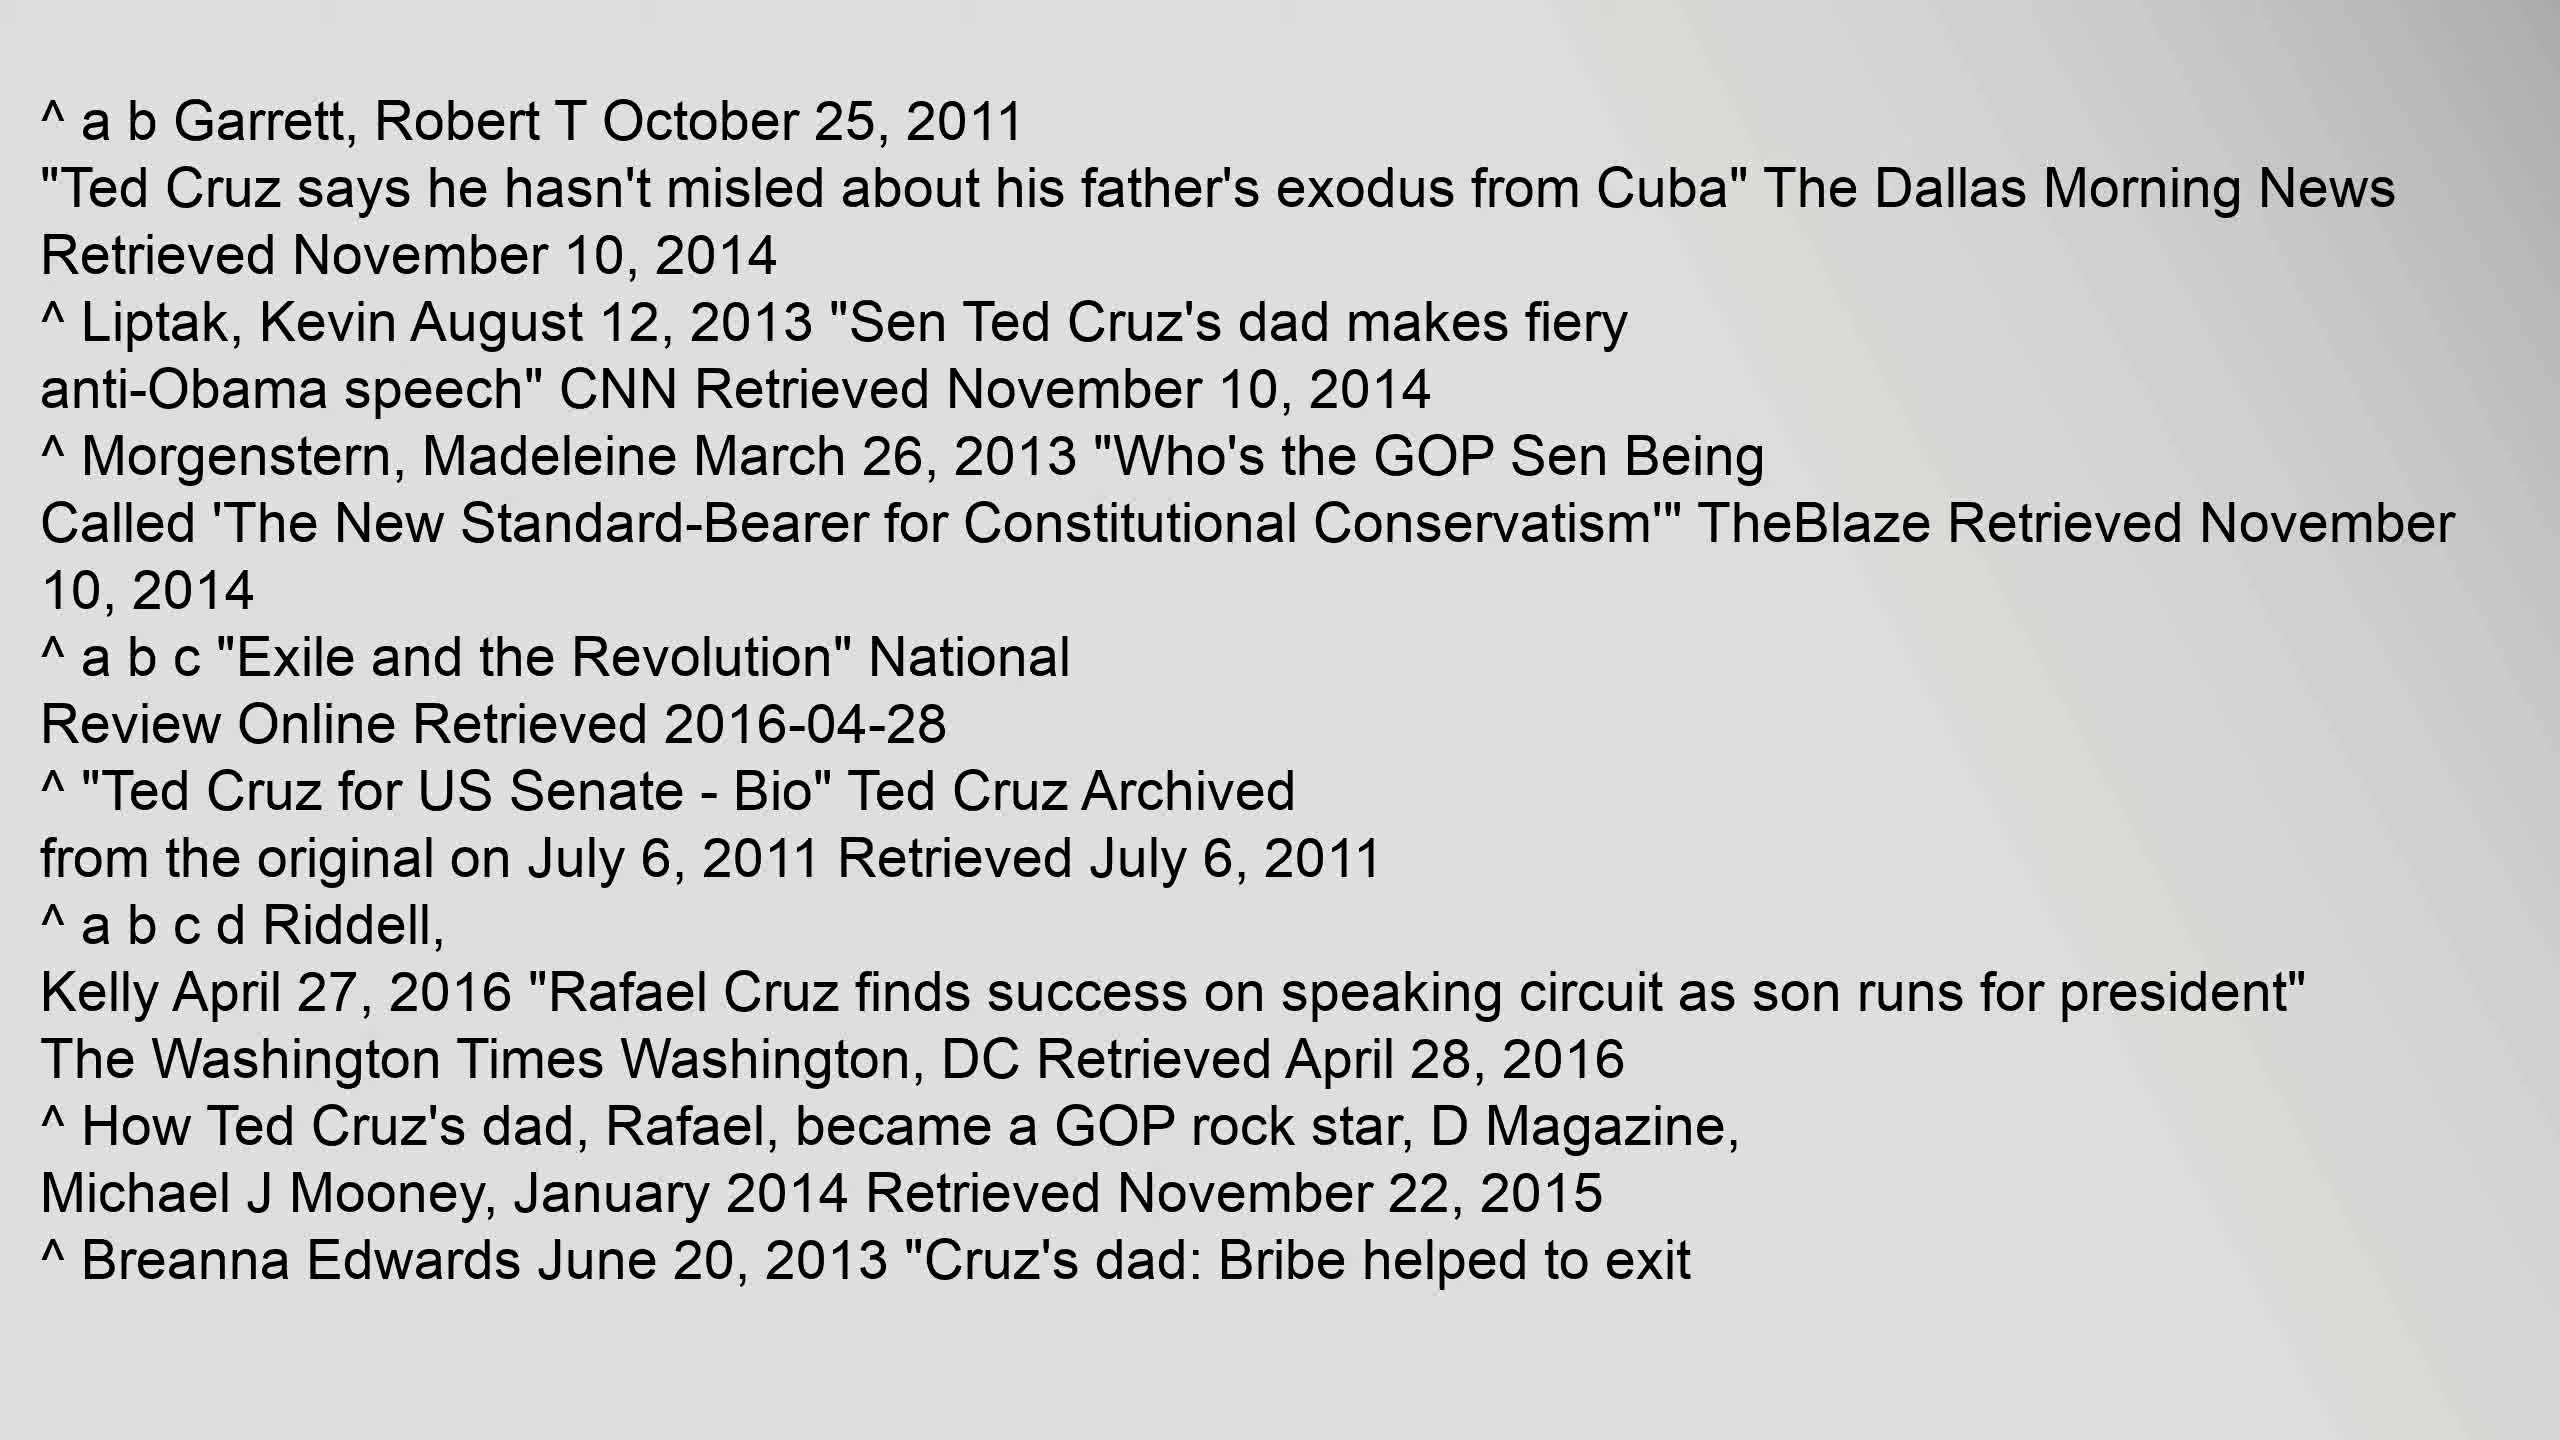 ^ a b Garrett, Robert T October 25, 2011
"Ted Cruz says he hasn't misled about his father's exodus from Cuba" The Dallas Morning News
Retrieved November 10, 2014
^ Liptak, Kevin August 12, 2013 "Sen Ted Cruz's dad makes fiery
anti-Obama speech" CNN Retrieved November 10, 2014
^ Morgenstern, Madeleine March 26, 2013 "Who's the GOP Sen Being
Called 'The New Standard-Bearer for Constitutional Conservatism'" TheBlaze Retrieved November
10, 2014
^ a b c "Exile and the Revolution" National
Review Online Retrieved 2016-04-28
^ "Ted Cruz for US Senate - Bio" Ted Cruz Archived
from the original on July 6, 2011 Retrieved July 6, 2011
^ a b c d Riddell,
Kelly April 27, 2016 "Rafael Cruz finds success on speaking circuit as son runs for president"
The Washington Times Washington, DC Retrieved April 28, 2016
^ How Ted Cruz's dad, Rafael, became a GOP rock star, D Magazine,
Michael J Mooney, January 2014 Retrieved November 22, 2015
^ Breanna Edwards June 20, 2013 "Cruz's dad: Bribe helped to exit